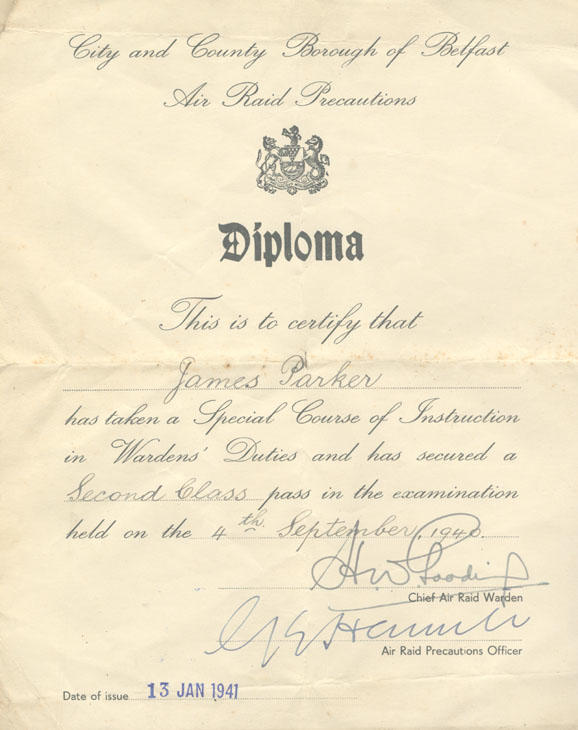 City and County Borough of Belfast
Air Raid Precautions
Diploma
This is to certify that
James Parker
has taken a Special Course of Instruction
in Wardens' Duties and has secured a
Second Class pass in the examination
held on the 4th September, 1940.
Chief Air Raid Warden
Air Raid Precautions Officer
Date of issue 13 JAN 1941